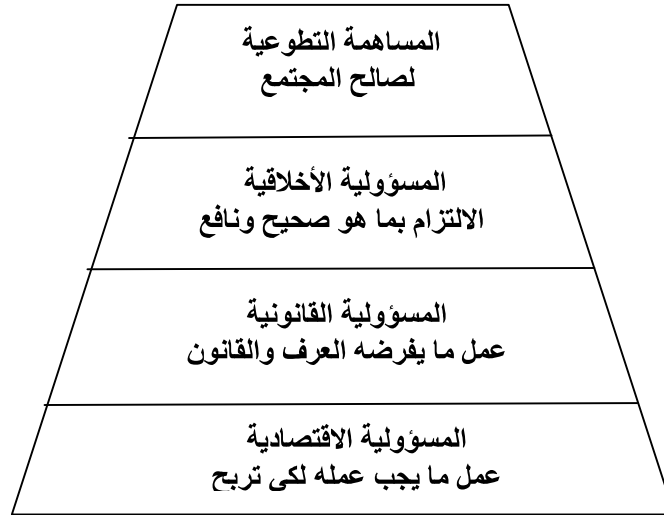 المساهمة التطوعية
لصالح المجتمع
المسؤولية الأخلاقية
الالتزام بما هو صحيح ونافع
المسؤولية القانونية
عمل ما يفرضه العرف والقانون
المسؤولية الاقتصادية
عمل ما يجب عمله لكى تربح